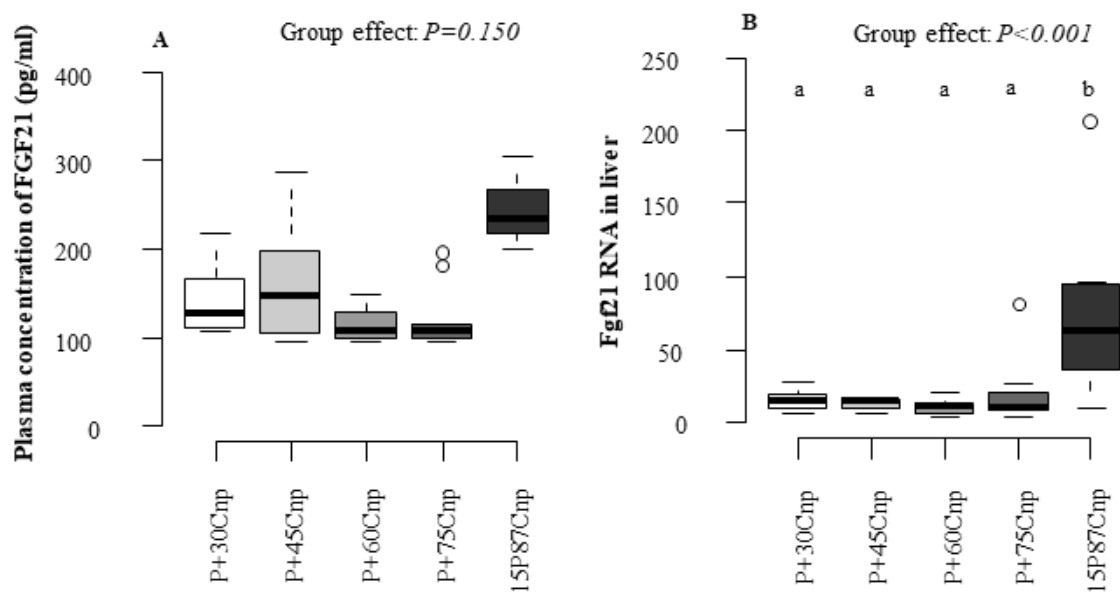 A
Group effect: P=0.150
Plasma concentration of FGF21 (pg/ml)
400
300
200
100
0
P+30Cnp
P+45Cnp
P+60Cnp
P+75Cnp
15P87Cnp
B
Group effect: P<0.001
Fgf21 RNA in liver
250
200
150
100
50
0
a a a a b
P+30Cnp
P+45Cnp
P+60Cnp
P+75Cnp
15P87Cnp